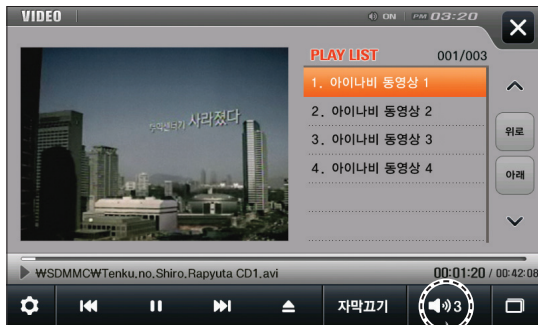 VIDEO
ON PM 03:20
PLAY LIST 001/003
1. 아이나비 동영상 1
2. 아이나비 동영상 2
3. 아이나비 동영상 3
4. 아이나비 동영상 4
위로
아래
사라졌다
₩SDMMC₩Tenku.no.Shiro.Rapyuta CD1.avi 00:01:20 / 00:42:08
자막끄기 3